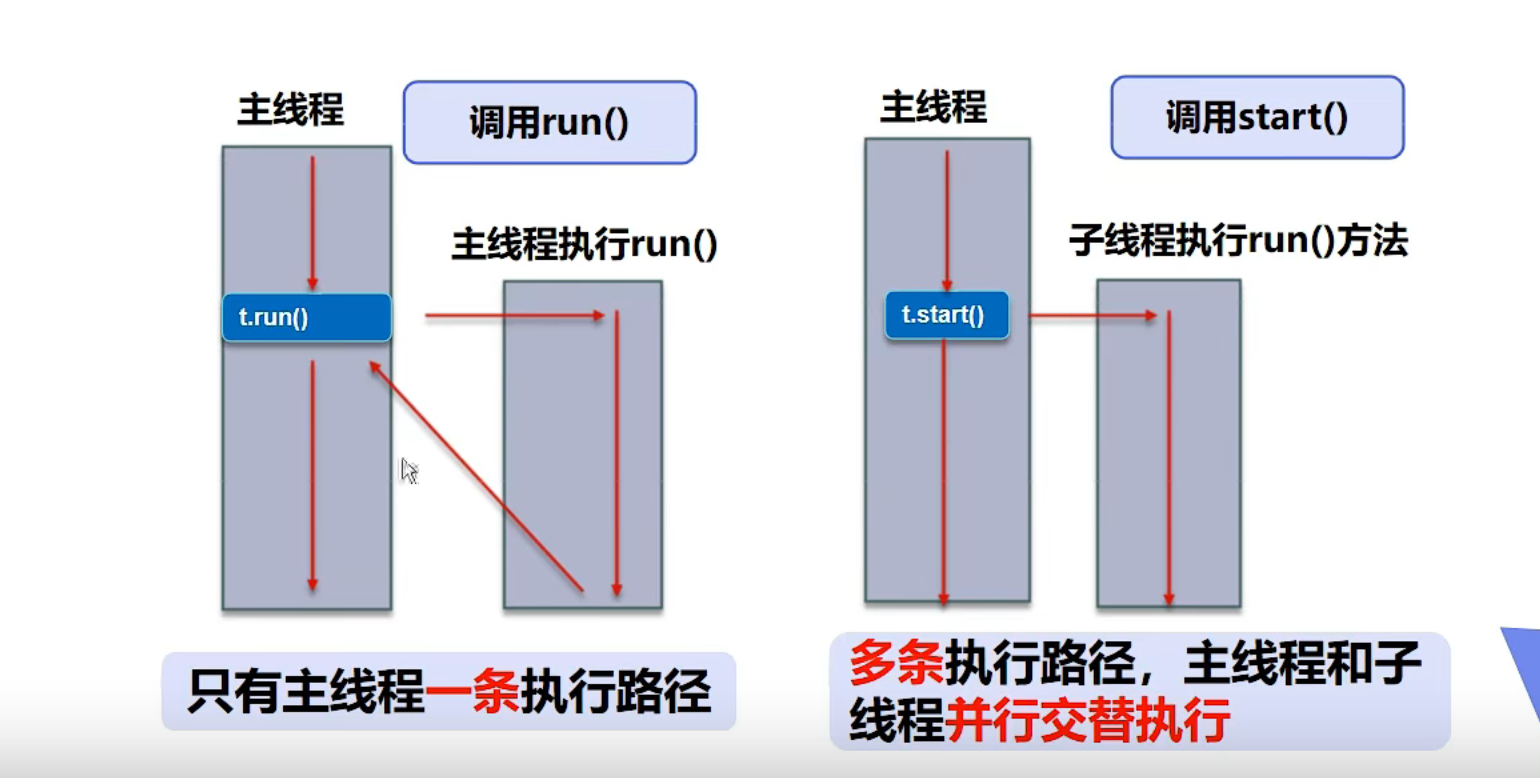 主线程
调用run()
主线程执行run()
t.run()
只有主线程一条执行路径
主线程
调用start()
子线程执行run()方法
t.start()
多条执行路径，主线程和子
线程并行交替执行